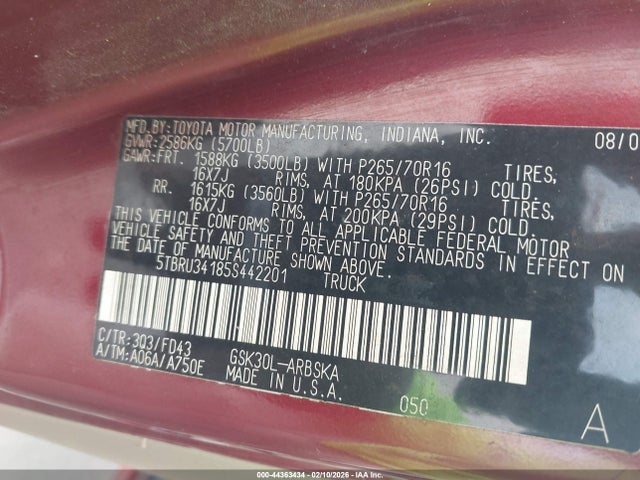 MFD.BY:TOYOTA MOTOR MANUFACTURING, INDIANA, INC. 08/0
GVWR:2586KG (5700LB)
GAWR:FRT. 1588KG (3500LB) WITH P265/70R16 TIRES,
16X7J RIMS, AT 180KPA (26PSI) COLD
RR. 1615KG (3560LB) WITH P265/70R16 TIRES,
16X7J RIMS, AT 200KPA (29PSI) COLD.
THIS VEHICLE CONFORMS TO ALL APPLICABLE FEDERAL MOTOR
VEHICLE SAFETY AND THEFT PREVENTION STANDARDS IN EFFECT ON
THE DATE OF MANUFACTURE SHOWN ABOVE.
5TBRU34185S442201 TRUCK
C/TR:3Q3/FD43 GSK30L-ARBSKA
A/TM:A06A/A750E MADE IN U.S.A.
050
A
000-44363434 - 02/10/2026 - IAA Inc.